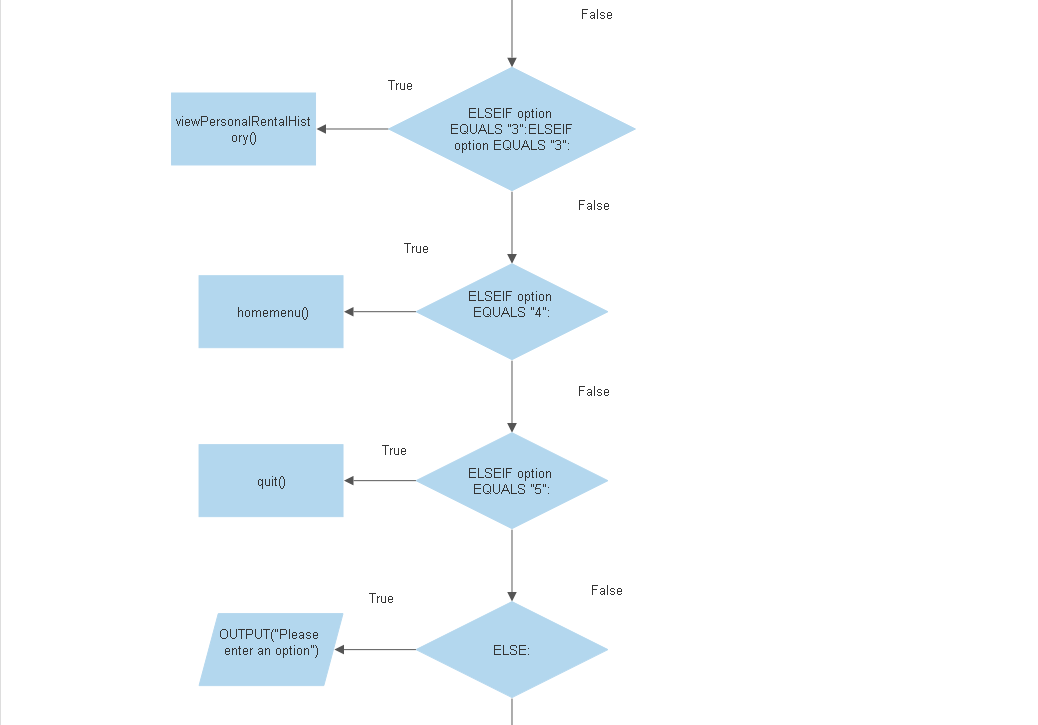 False
True
ELSEIF option
EQUALS "3":ELSEIF
option EQUALS "3":
viewPersonalRentalHist
ory()
False
True
ELSEIF option
EQUALS "4":
homemenu()
False
True
ELSEIF option
EQUALS "5":
quit()
False
True
OUTPUT("Please
enter an option")
ELSE: